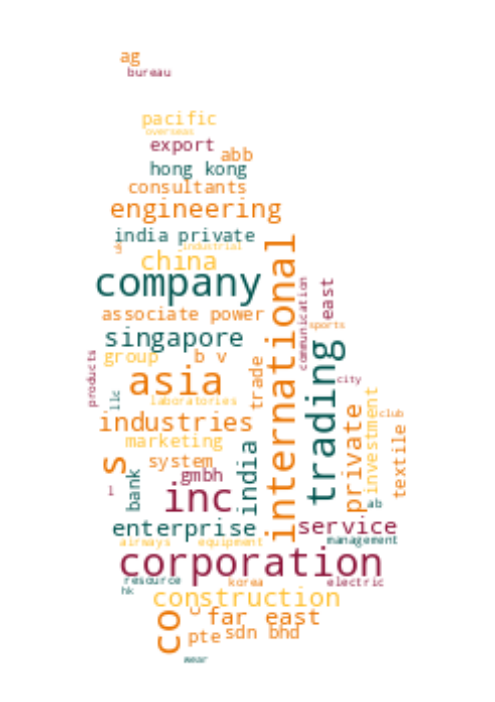 ag
bureau
pacific
overseas
export
abb
hong kong
consultants
engineering
india private
industrial
china
international
company
communication
east
associate power
sports
singapore
trading
products
group
b v
trade
asia
city
llc
laboratories
investment
private
club
industries
textile
marketing
india
system
s
bank
gmbh
l
inc
ab
enterprise
service
airways
equipment
management
corporation
resource
korea
electric
hk
construction
co
c
far east
pte
sdn bhd
wear